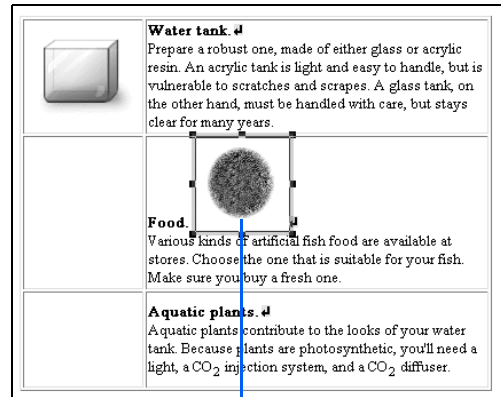 Water tank.
Prepare a robust one, made of either glass or acrylic
resin. An acrylic tank is light and easy to handle, but is
vulnerable to scratches and scrapes. A glass tank, on
the other hand, must be handled with care, but stays
clear for many years.
Food.
Various kinds of artificial fish food are available at
stores. Choose the one that is suitable for your fish.
Make sure you buy a fresh one.
Aquatic plants.
Aquatic plants contribute to the looks of your water
tank. Because plants are photosynthetic, you'll need a
light, a CO₂ injection system, and a CO₂ diffuser.